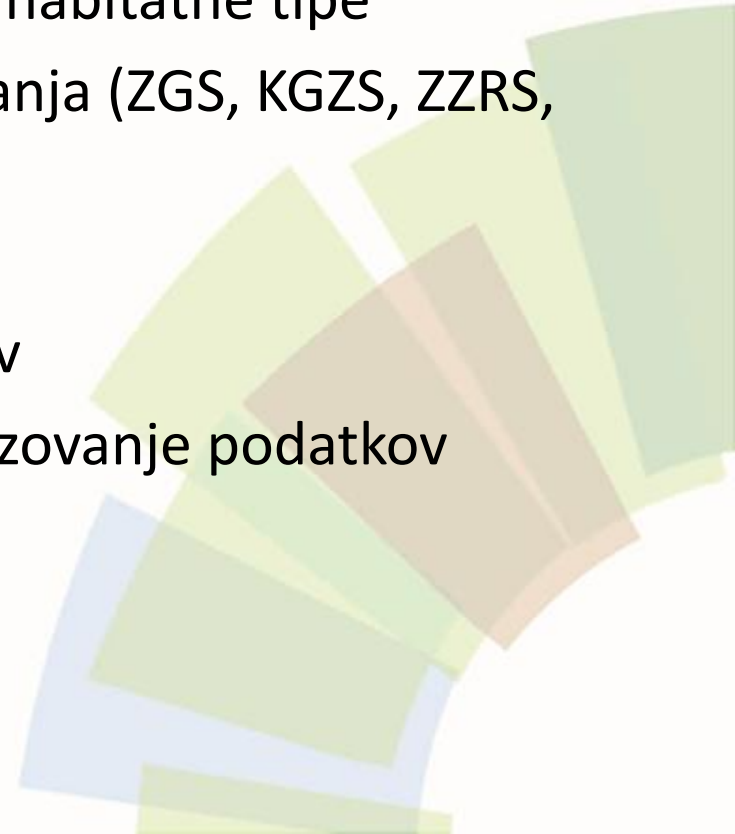 habitatne tipe
anja (ZGS, KGZS, ZZRS,
v
zovanje podatkov